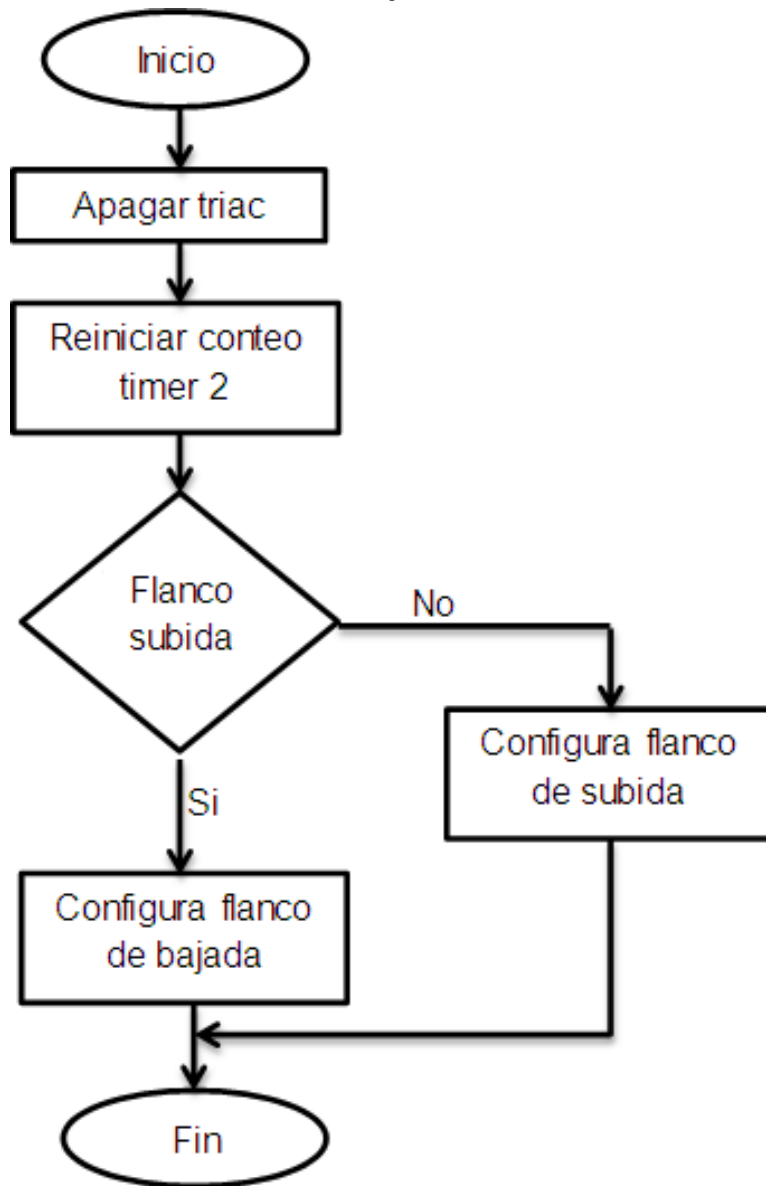 Inicio
Apagar triac
Reiniciar conteo
timer 2
Flanco
subida
No
Configura flanco
de subida
Si
Configura flanco
de bajada
Fin